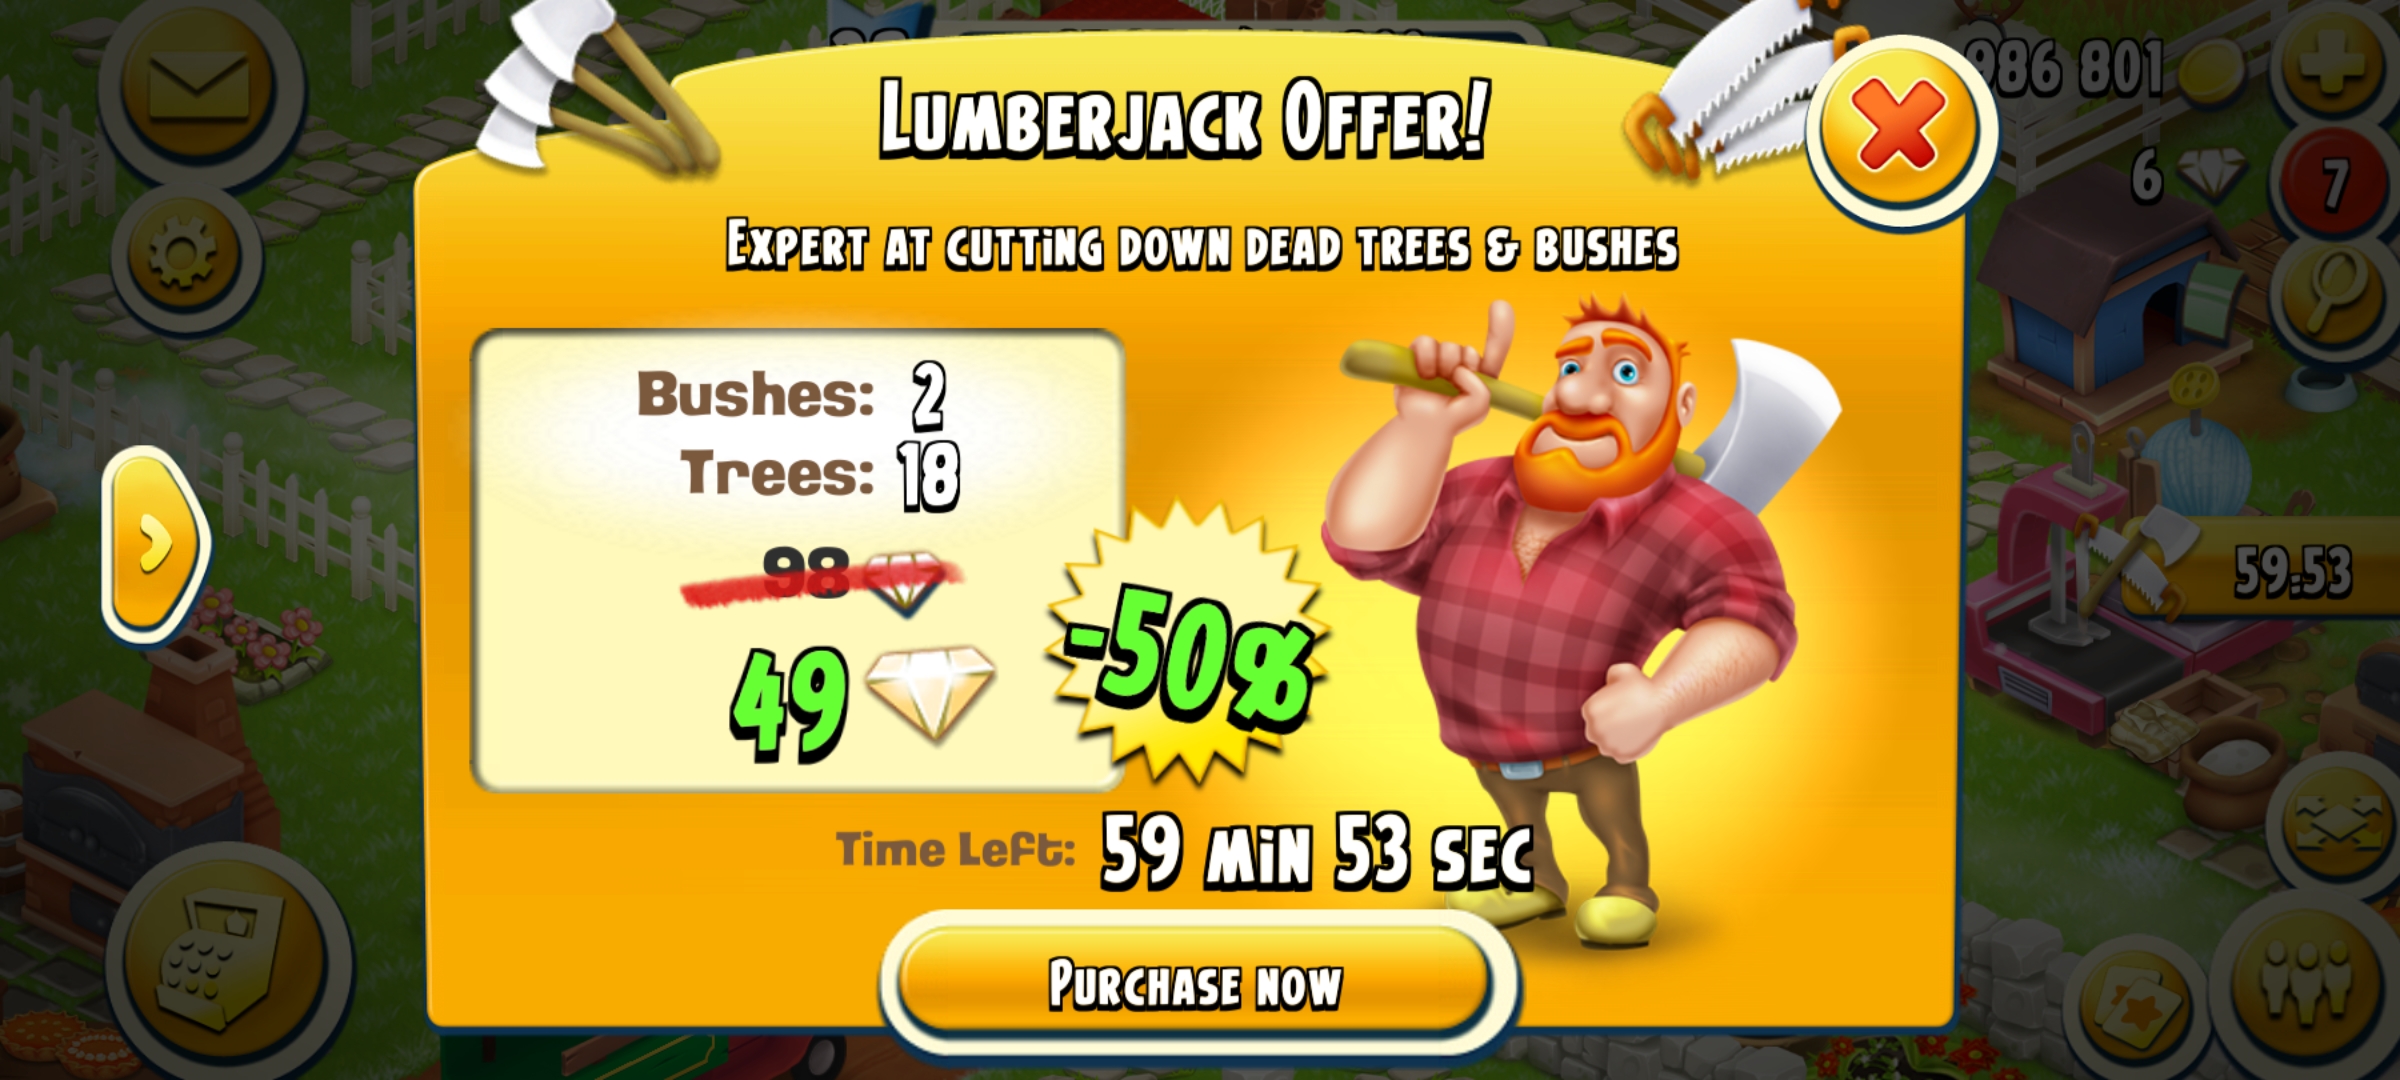 Lumberjack Offer!
986 801
6
7
Expert at cutting down dead trees & bushes
Bushes: 2
Trees: 18
98
49
-50%
59:53
Time Left: 59 min 53 sec
Purchase now